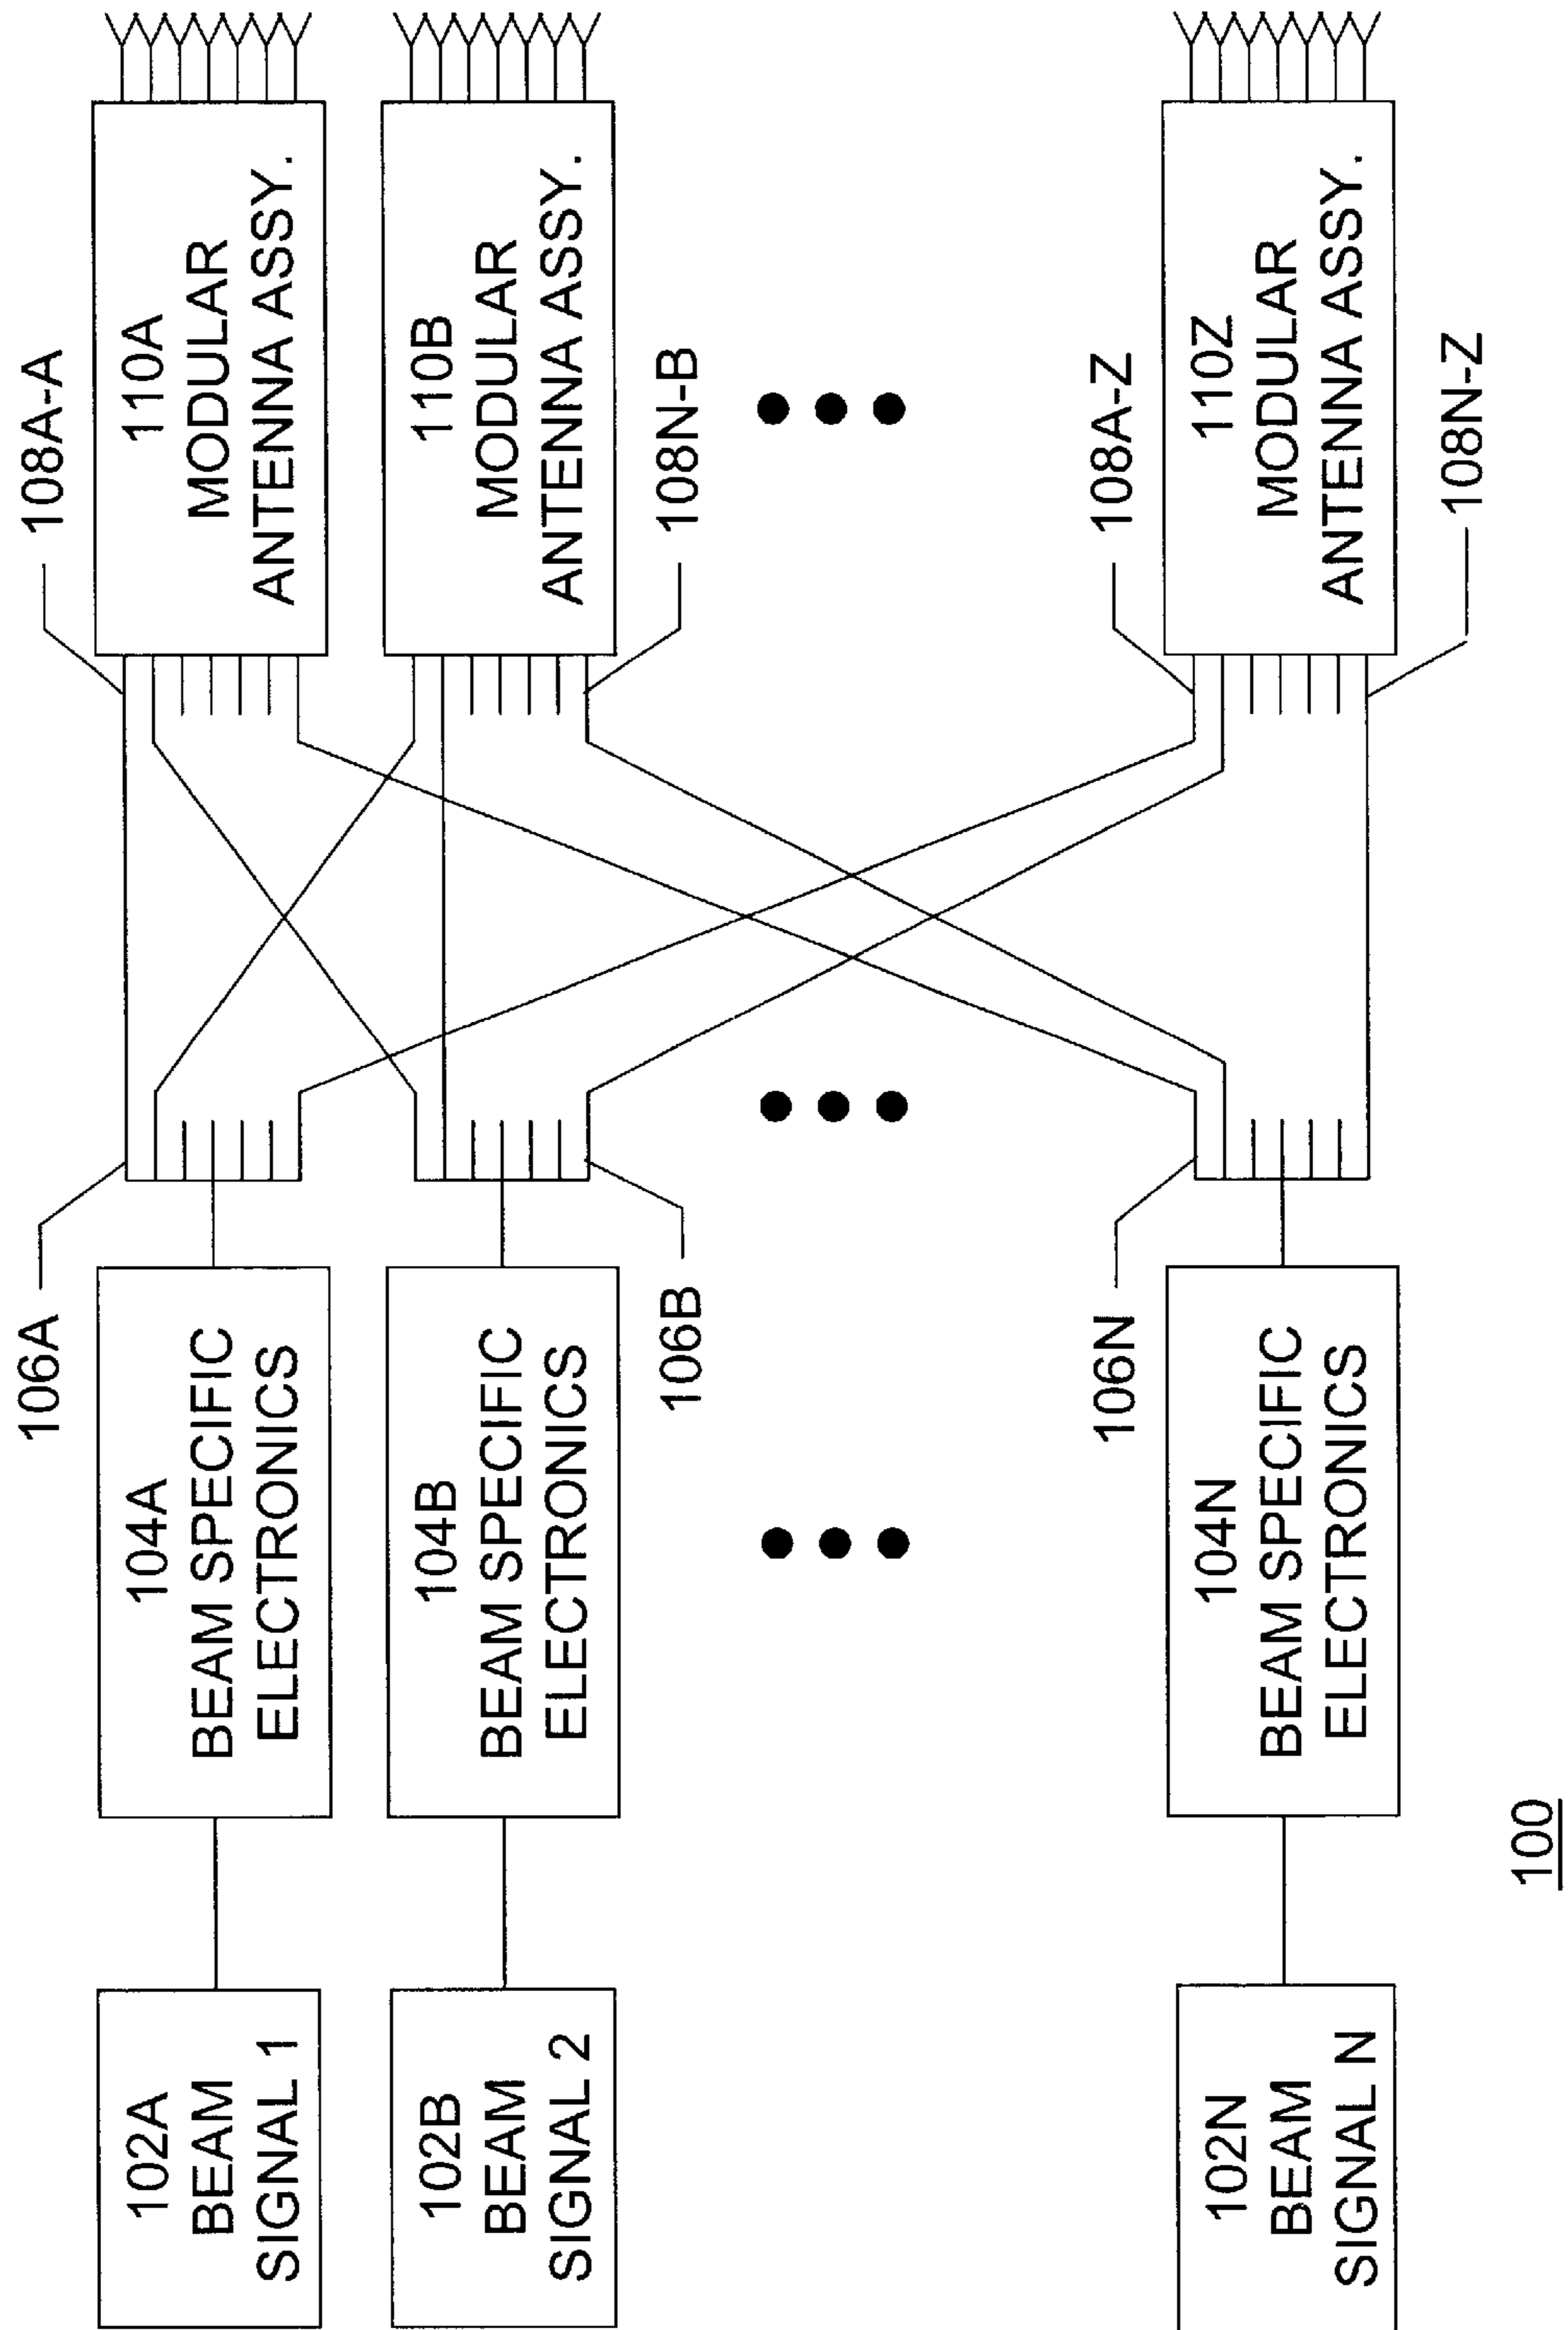 102A
BEAM
SIGNAL 1
104A
BEAM SPECIFIC
ELECTRONICS
106A
108A-A
110A
MODULAR
ANTENNA ASSY.
102B
BEAM
SIGNAL 2
104B
BEAM SPECIFIC
ELECTRONICS
106B
108N-B
110B
MODULAR
ANTENNA ASSY.
102N
BEAM
SIGNAL N
104N
BEAM SPECIFIC
ELECTRONICS
106N
108A-Z
110Z
MODULAR
ANTENNA ASSY.
108N-Z
100